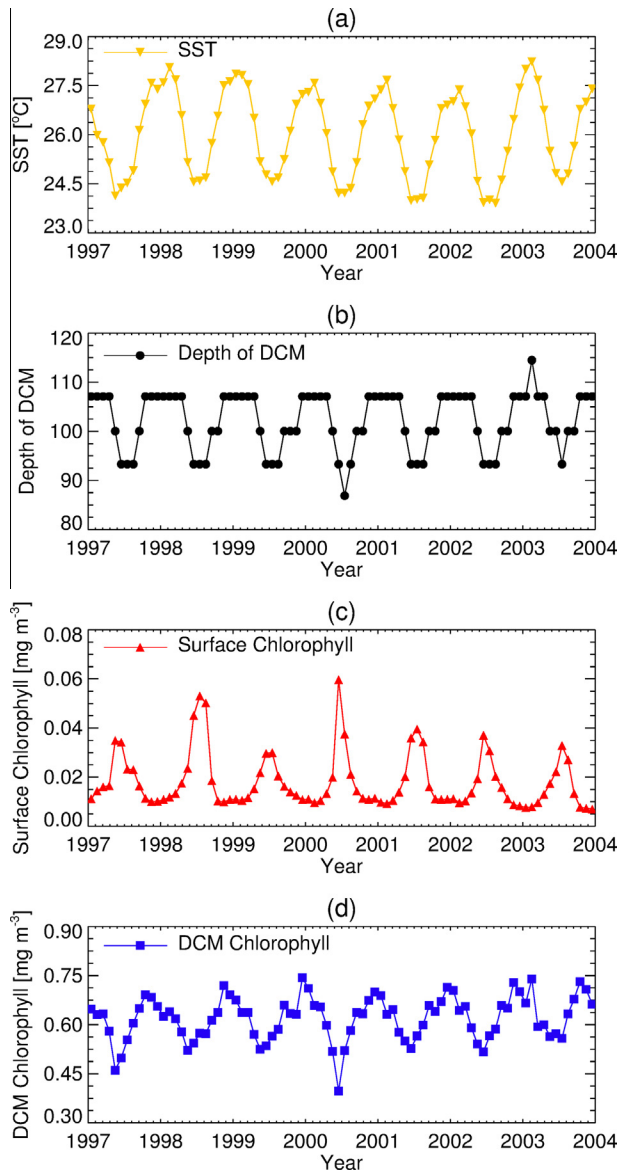 (a)
29.0
27.5
26.0
24.5
23.0
SST [°C]
SST
1997 1998 1999 2000 2001 2002 2003 2004
Year
(b)
120
110
100
90
80
Depth of DCM
Depth of DCM
1997 1998 1999 2000 2001 2002 2003 2004
Year
(c)
0.08
0.06
0.04
0.02
0.00
Surface Chlorophyll [mg m⁻³]
Surface Chlorophyll
1997 1998 1999 2000 2001 2002 2003 2004
Year
(d)
0.90
0.75
0.60
0.45
0.30
DCM Chlorophyll [mg m⁻³]
DCM Chlorophyll
1997 1998 1999 2000 2001 2002 2003 2004
Year